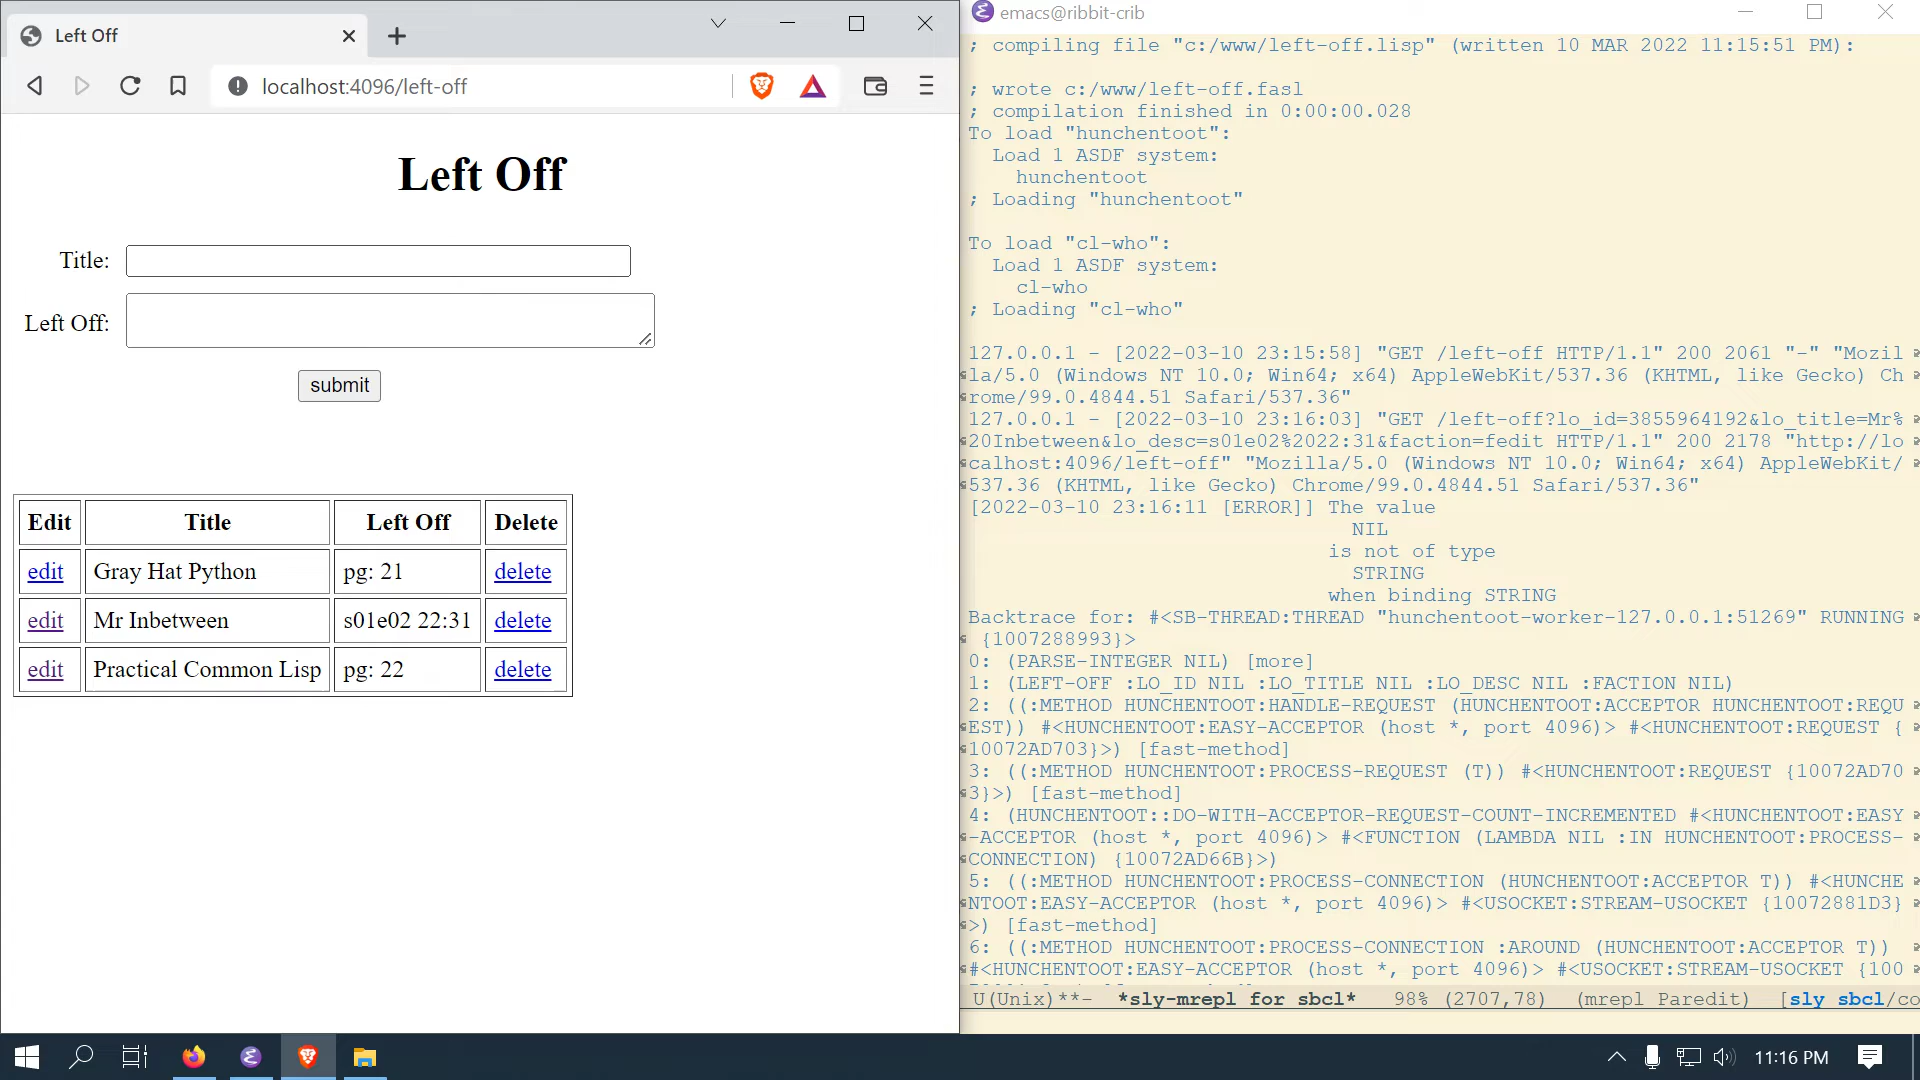 Left Off
localhost:4096/left-off
Left Off
Title:
Left Off:
submit
Edit Title Left Off Delete
edit Gray Hat Python pg: 21 delete
edit Mr Inbetween s01e02 22:31 delete
edit Practical Common Lisp pg: 22 delete
emacs@ribbit-crib
; compiling file "c:/www/left-off.lisp" (written 10 MAR 2022 11:15:51 PM):
; wrote c:/www/left-off.fasl
; compilation finished in 0:00:00.028
To load "hunchentoot":
Load 1 ASDF system:
hunchentoot
; Loading "hunchentoot"
To load "cl-who":
Load 1 ASDF system:
cl-who
; Loading "cl-who"
127.0.0.1 - [2022-03-10 23:15:58] "GET /left-off HTTP/1.1" 200 2061 "-" "Mozil
la/5.0 (Windows NT 10.0; Win64; x64) AppleWebKit/537.36 (KHTML, like Gecko) Ch
rome/99.0.4844.51 Safari/537.36"
127.0.0.1 - [2022-03-10 23:16:03] "GET /left-off?lo_id=3855964192&lo_title=Mr%
20Inbetween&lo_desc=s01e02%2022:31&faction=fedit HTTP/1.1" 200 2178 "http://lo
calhost:4096/left-off" "Mozilla/5.0 (Windows NT 10.0; Win64; x64) AppleWebKit/
537.36 (KHTML, like Gecko) Chrome/99.0.4844.51 Safari/537.36"
[2022-03-10 23:16:11 [ERROR]] The value
NIL
is not of type
STRING
when binding STRING
Backtrace for: #<SB-THREAD:THREAD "hunchentoot-worker-127.0.0.1:51269" RUNNING
{1007288993}>
0: (PARSE-INTEGER NIL) [more]
1: (LEFT-OFF :LO_ID NIL :LO_TITLE NIL :LO_DESC NIL :FACTION NIL)
2: ((:METHOD HUNCHENTOOT:HANDLE-REQUEST (HUNCHENTOOT:ACCEPTOR HUNCHENTOOT:REQU
EST)) #<HUNCHENTOOT:EASY-ACCEPTOR (host *, port 4096)> #<HUNCHENTOOT:REQUEST {
10072AD703}>) [fast-method]
3: ((:METHOD HUNCHENTOOT:PROCESS-REQUEST (T)) #<HUNCHENTOOT:REQUEST {10072AD70
3}>) [fast-method]
4: (HUNCHENTOOT::DO-WITH-ACCEPTOR-REQUEST-COUNT-INCREMENTED #<HUNCHENTOOT:EASY
-ACCEPTOR (host *, port 4096)> #<FUNCTION (LAMBDA NIL :IN HUNCHENTOOT:PROCESS-
CONNECTION) {10072AD66B}>)
5: ((:METHOD HUNCHENTOOT:PROCESS-CONNECTION (HUNCHENTOOT:ACCEPTOR T)) #<HUNCHE
NTOOT:EASY-ACCEPTOR (host *, port 4096)> #<USOCKET:STREAM-USOCKET {10072881D3}
>) [fast-method]
6: ((:METHOD HUNCHENTOOT:PROCESS-CONNECTION :AROUND (HUNCHENTOOT:ACCEPTOR T))
#<HUNCHENTOOT:EASY-ACCEPTOR (host *, port 4096)> #<USOCKET:STREAM-USOCKET {100
U(Unix)**- *sly-mrepl for sbcl* 98% (2707,78) (mrepl Paredit) [sly sbcl/co
11:16 PM